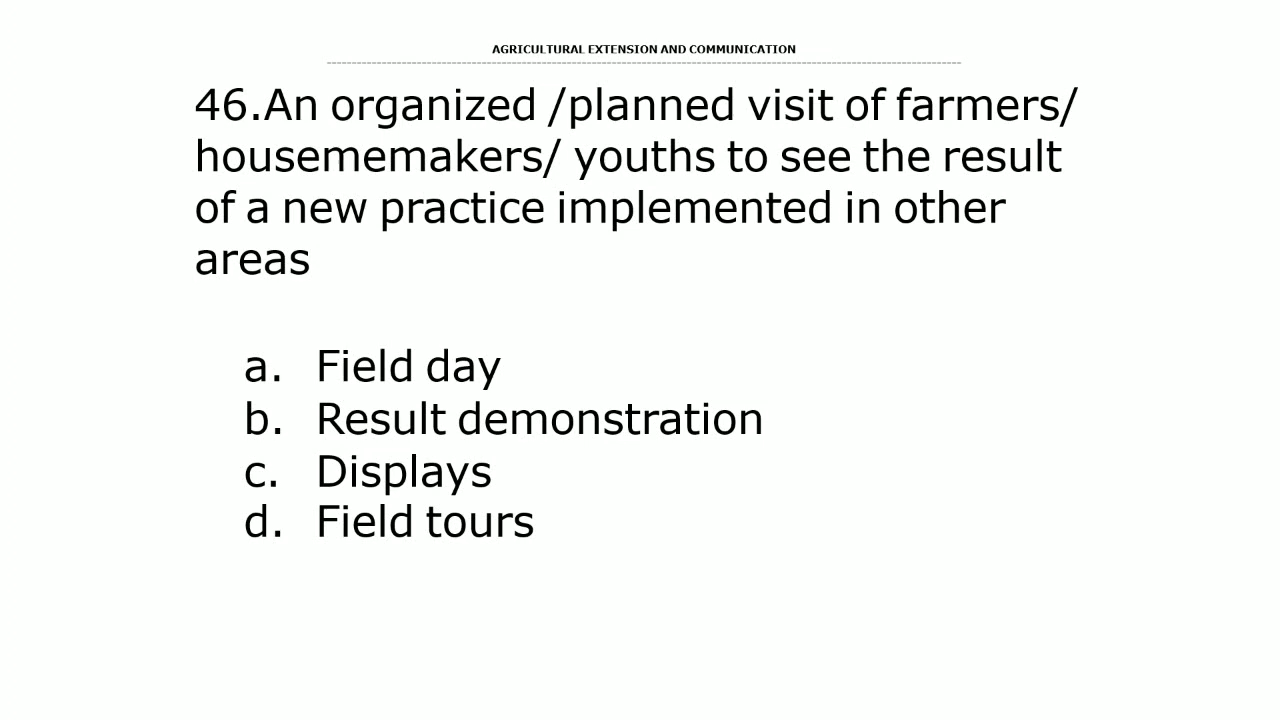 AGRICULTURAL EXTENSION AND COMMUNICATION
46.An organized /planned visit of farmers/
housememakers/ youths to see the result
of a new practice implemented in other
areas
a. Field day
b. Result demonstration
c. Displays
d. Field tours